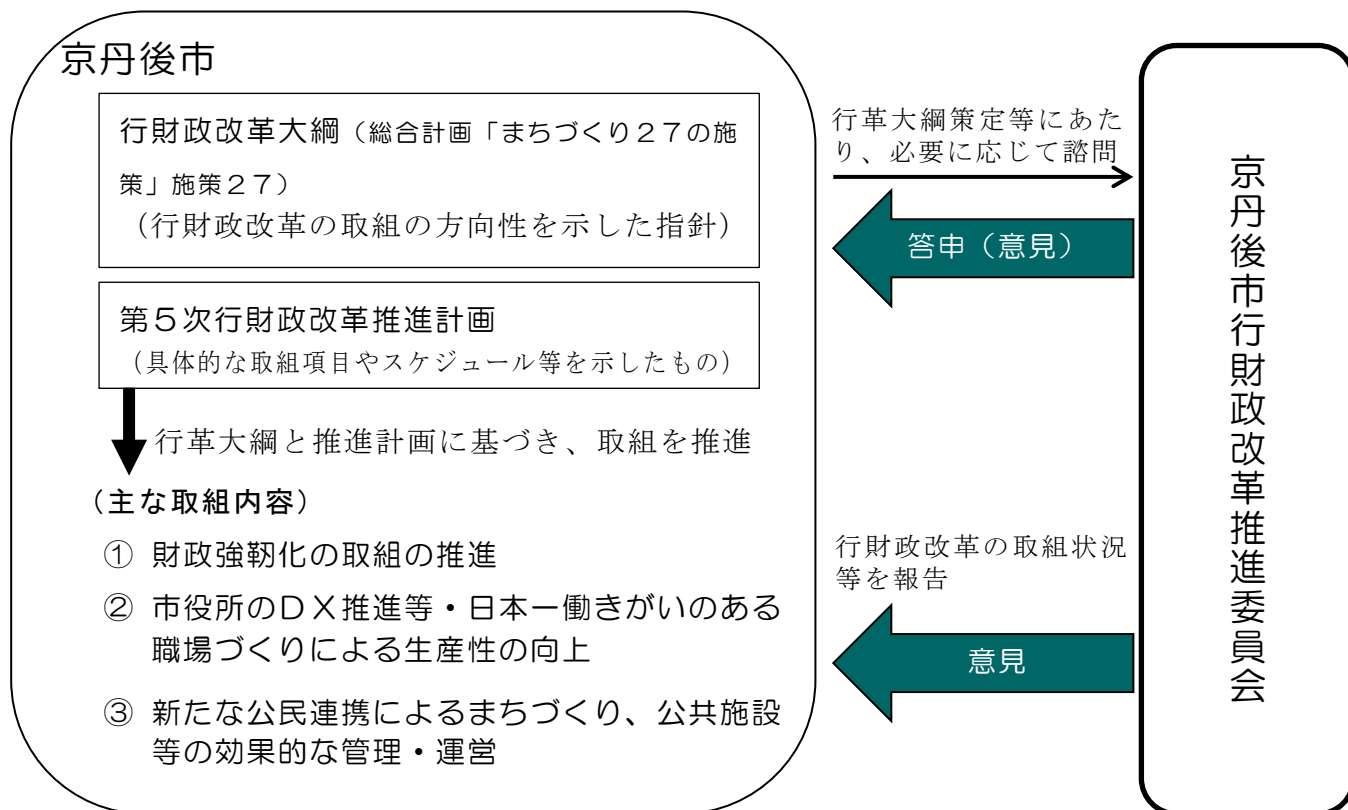 京丹後市
行財政改革大綱（総合計画「まちづくり２７の施
策」施策２７）
（行財政改革の取組の方向性を示した指針）
第５次行財政改革推進計画
（具体的な取組項目やスケジュール等を示したもの）
行革大綱と推進計画に基づき、取組を推進
（主な取組内容）
① 財政強靭化の取組の推進
② 市役所のＤＸ推進等・日本一働きがいのある
職場づくりによる生産性の向上
③ 新たな公民連携によるまちづくり、公共施設
等の効果的な管理・運営
行革大綱策定等にあた
り、必要に応じて諮問
答申（意見）
行財政改革の取組状況
等を報告
意見
京丹後市行財政改革推進委員会